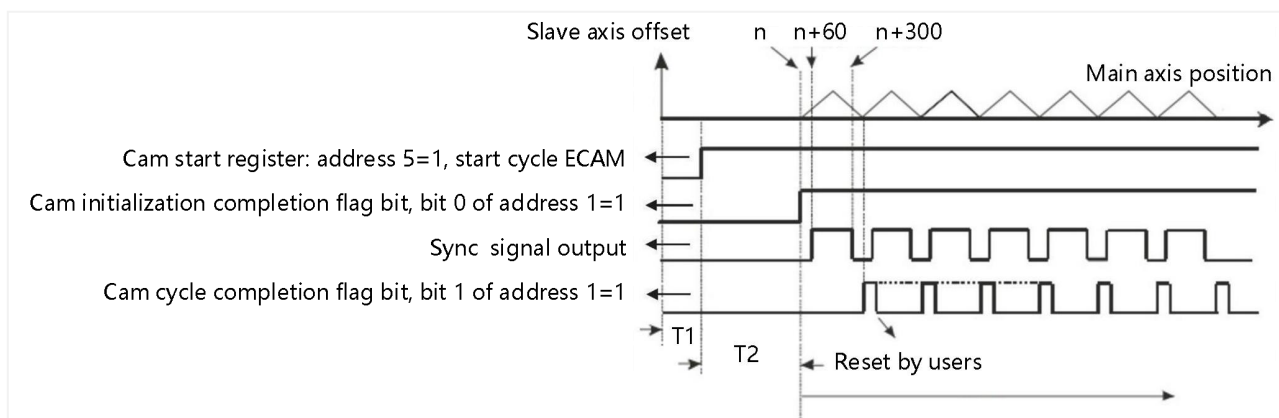 Slave axis offset n n+60 n+300
Main axis position
Cam start register: address 5=1, start cycle ECAM
Cam initialization completion flag bit, bit 0 of address 1=1
Sync signal output
Cam cycle completion flag bit, bit 1 of address 1=1
T1
T2
Reset by users